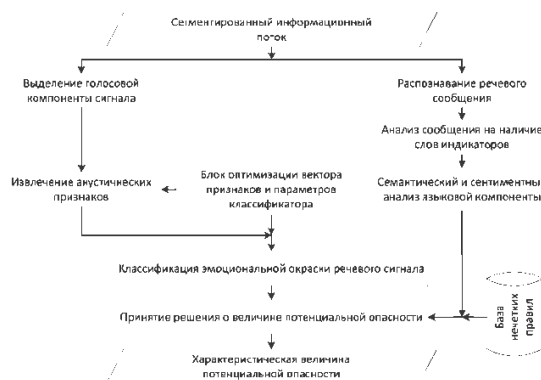 Сегментированный информационный
поток
Выделение голосовой
компоненты сигнала
Распознавание речевого
сообщения
Анализ сообщения на наличие
слов индикаторов
Извлечение акустических
признаков
Блок оптимизации вектора
признаков и параметров
классификатора
Семантический и сентиментный
анализ языковой компоненты
Классификация эмоциональной окраски речевого сигнала
Принятие решения о величине потенциальной опасности
База
нечетких
правил
Характеристическая величина
потенциальной опасности